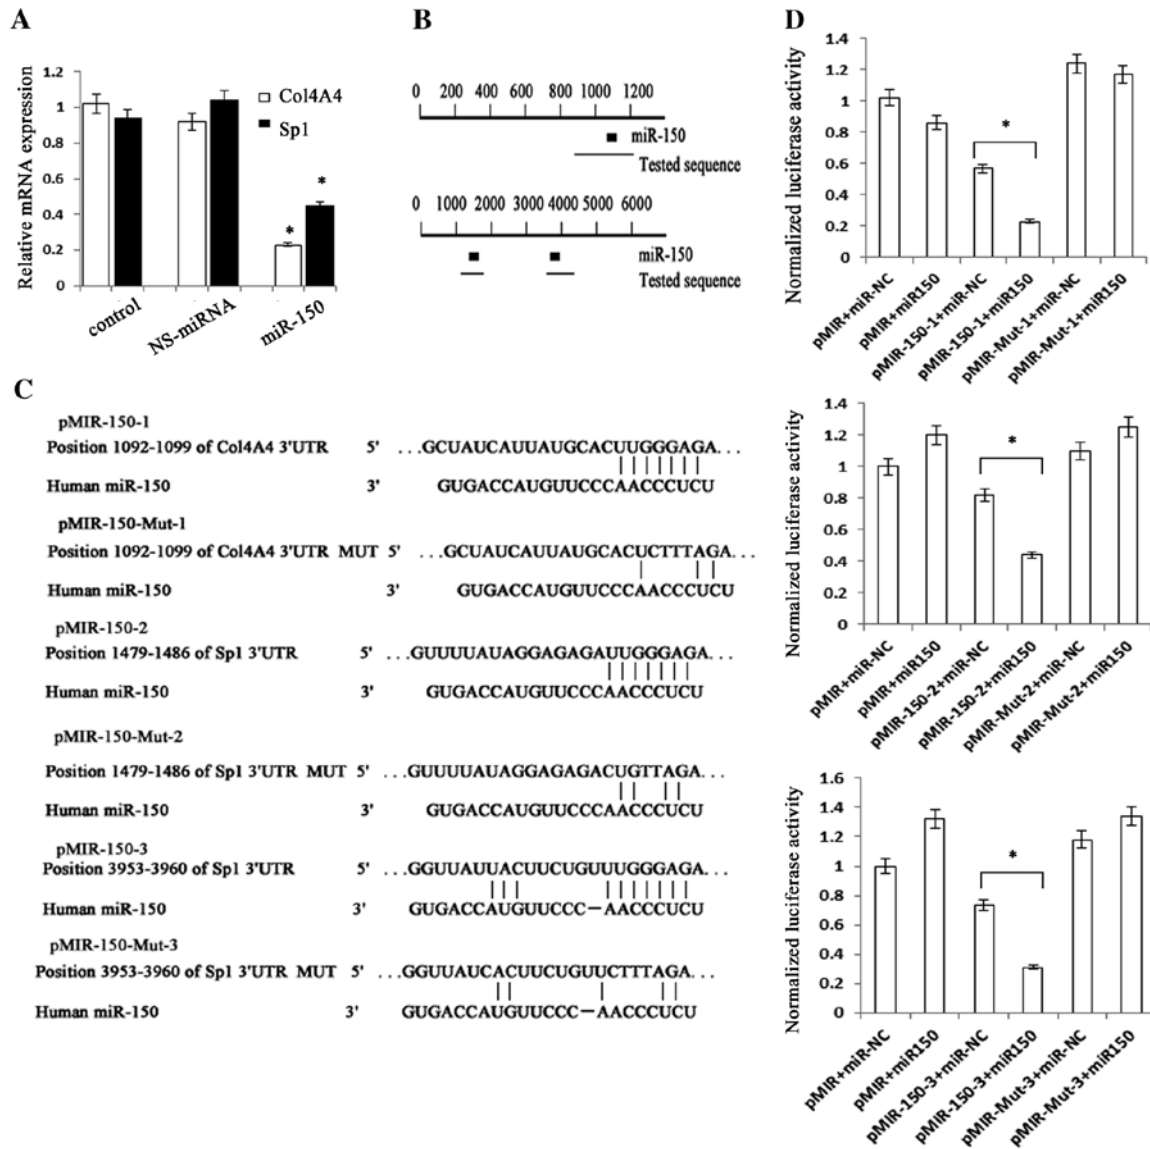 A
Relative mRNA expression
1.2
1
0.8
0.6
0.4
0.2
0
Col4A4
Sp1
*
*
control
NS-miRNA
miR-150
B
0 200 400 600 800 1000 1200
miR-150
Tested sequence
0 1000 2000 3000 4000 5000 6000
miR-150
Tested sequence
C
pMIR-150-1
Position 1092-1099 of Col4A4 3'UTR 5' ...GCUAUCAUUAUGCACUUGGGAGA...
Human miR-150 3' GUGACCAUGUUCCCAACCCUCU
pMIR-150-Mut-1
Position 1092-1099 of Col4A4 3'UTR MUT 5' ...GCUAUCAUUAUGCACUCTTTAGA...
Human miR-150 3' GUGACCAUGUUCCCAACCCUCU
pMIR-150-2
Position 1479-1486 of Sp1 3'UTR 5' ...GUUUUAUAGGAGAGAUUGGGAGA...
Human miR-150 3' GUGACCAUGUUCCCAACCCUCU
pMIR-150-Mut-2
Position 1479-1486 of Sp1 3'UTR MUT 5' ...GUUUUAUAGGAGAGACUGTTAGA...
Human miR-150 3' GUGACCAUGUUCCCAACCCUCU
pMIR-150-3
Position 3953-3960 of Sp1 3'UTR 5' ...GGUUAUUACUUCUGUUUGGGAGA...
Human miR-150 3' GUGACCAUGUUCCC–AACCCUCU
pMIR-150-Mut-3
Position 3953-3960 of Sp1 3'UTR MUT 5' ...GGUUAUCACUUCUGUUCTTTAGA...
Human miR-150 3' GUGACCAUGUUCCC–AACCCUCU
D
Normalized luciferase activity
1.4
1.2
1
0.8
0.6
0.4
0.2
0
*
pMIR+miR-NC
pMIR+miR150
pMIR-150-1+miR-NC
pMIR-150-1+miR150
pMIR-Mut-1+miR-NC
pMIR-Mut-1+miR150
Normalized luciferase activity
1.4
1.2
1
0.8
0.6
0.4
0.2
0
*
pMIR+miR-NC
pMIR+miR150
pMIR-150-2+miR-NC
pMIR-150-2+miR150
pMIR-Mut-2+miR-NC
pMIR-Mut-2+miR150
Normalized luciferase activity
1.6
1.4
1.2
1
0.8
0.6
0.4
0.2
0
*
pMIR+miR-NC
pMIR+miR150
pMIR-150-3+miR-NC
pMIR-150-3+miR150
pMIR-Mut-3+miR-NC
pMIR-Mut-3+miR150